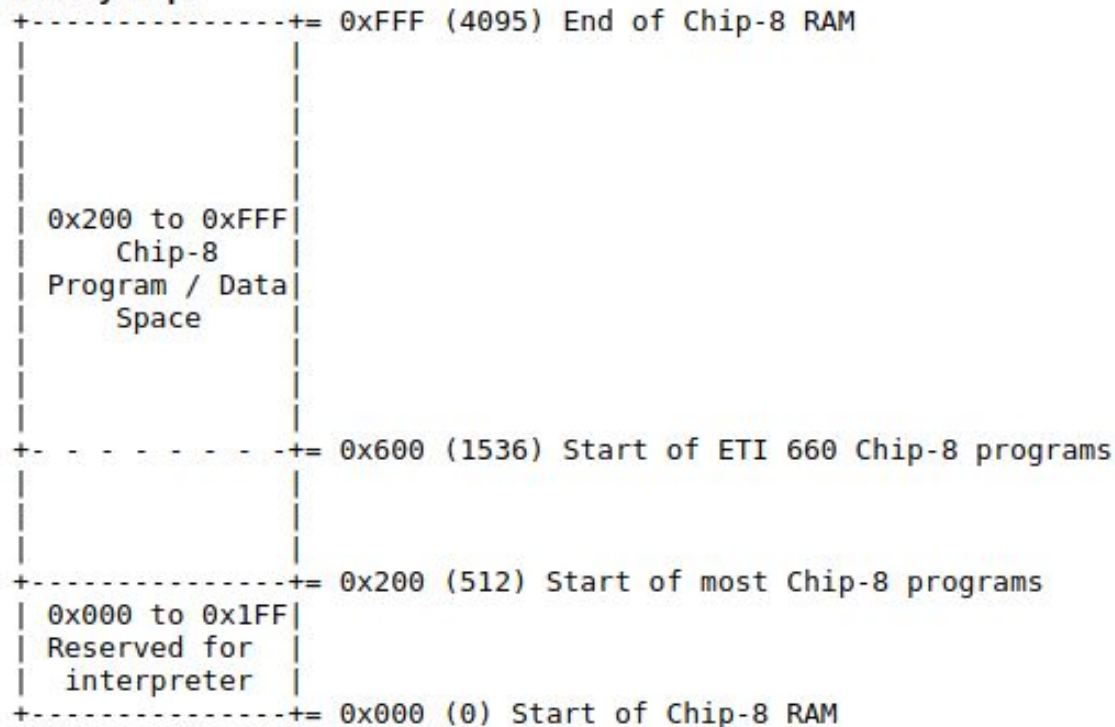 +---------------+= 0xFFF (4095) End of Chip-8 RAM
|               |
|               |
|               |
|               |
|               |
| 0x200 to 0xFFF|
|     Chip-8    |
| Program / Data|
|     Space     |
|               |
|               |
|               |
+- - - - - - - -+= 0x600 (1536) Start of ETI 660 Chip-8 programs
|               |
|               |
|               |
+---------------+= 0x200 (512) Start of most Chip-8 programs
| 0x000 to 0x1FF|
| Reserved for  |
|  interpreter  |
+---------------+= 0x000 (0) Start of Chip-8 RAM